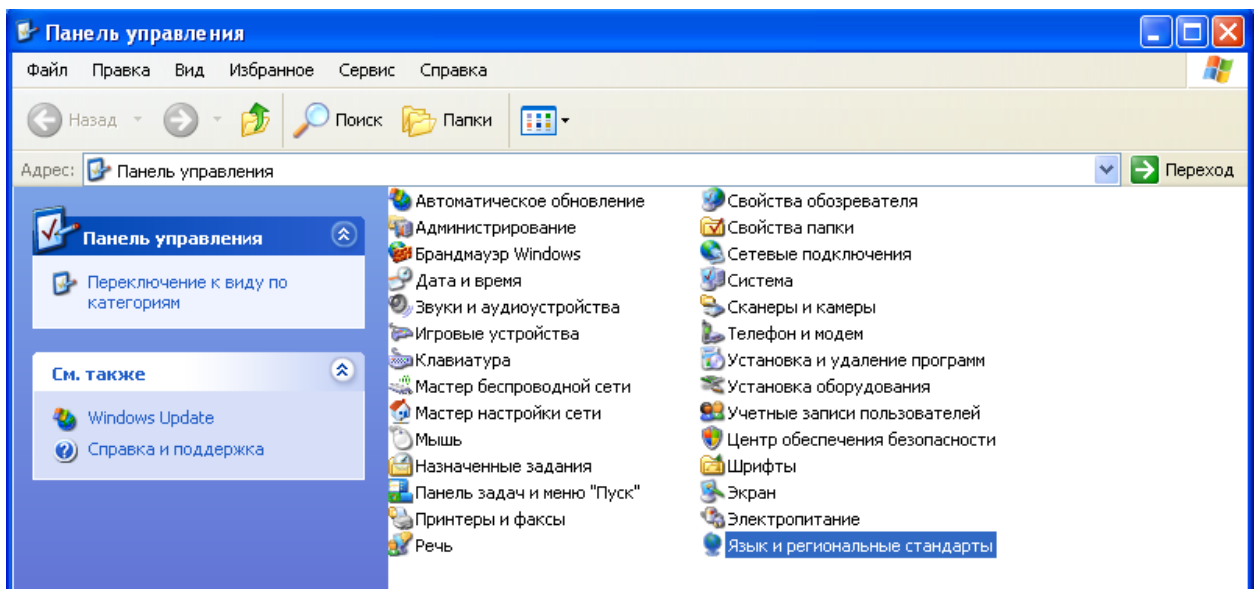 Панель управления
Файл Правка Вид Избранное Сервис Справка
Назад Поиск Папки
Адрес: Панель управления Переход
Панель управления
Переключение к виду по
категориям
См. также
Windows Update
Справка и поддержка
Автоматическое обновление
Администрирование
Брандмауэр Windows
Дата и время
Звуки и аудиоустройства
Игровые устройства
Клавиатура
Мастер беспроводной сети
Мастер настройки сети
Мышь
Назначенные задания
Панель задач и меню "Пуск"
Принтеры и факсы
Речь
Свойства обозревателя
Свойства папки
Сетевые подключения
Система
Сканеры и камеры
Телефон и модем
Установка и удаление программ
Установка оборудования
Учетные записи пользователей
Центр обеспечения безопасности
Шрифты
Экран
Электропитание
Язык и региональные стандарты